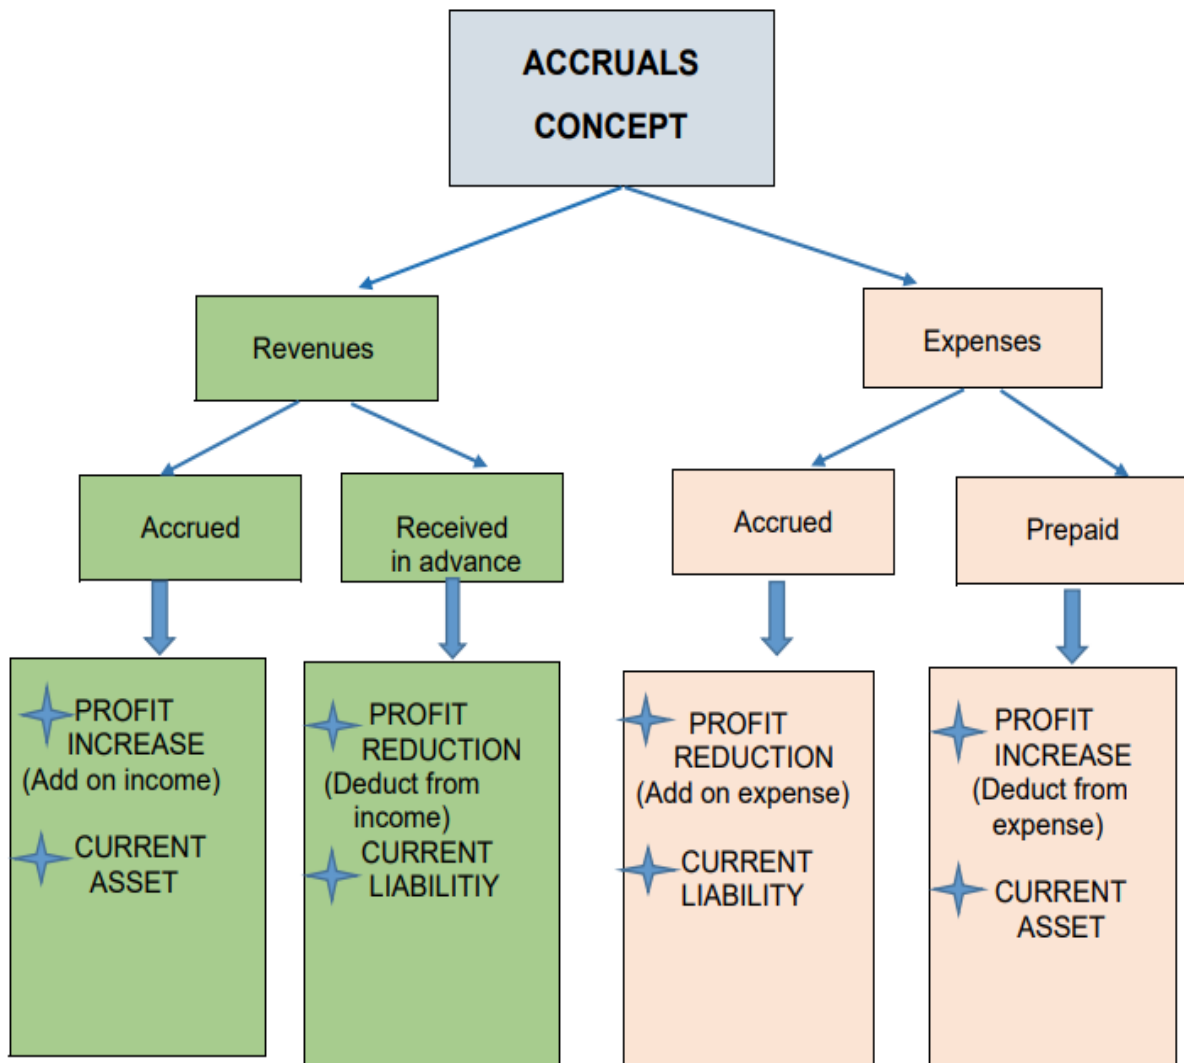 ACCRUALS
CONCEPT
Revenues
Expenses
Accrued
Received
in advance
Accrued
Prepaid
PROFIT
INCREASE
(Add on income)
CURRENT
ASSET
PROFIT
REDUCTION
(Deduct from
income)
CURRENT
LIABILITIY
PROFIT
REDUCTION
(Add on expense)
CURRENT
LIABILITY
PROFIT
INCREASE
(Deduct from
expense)
CURRENT
ASSET